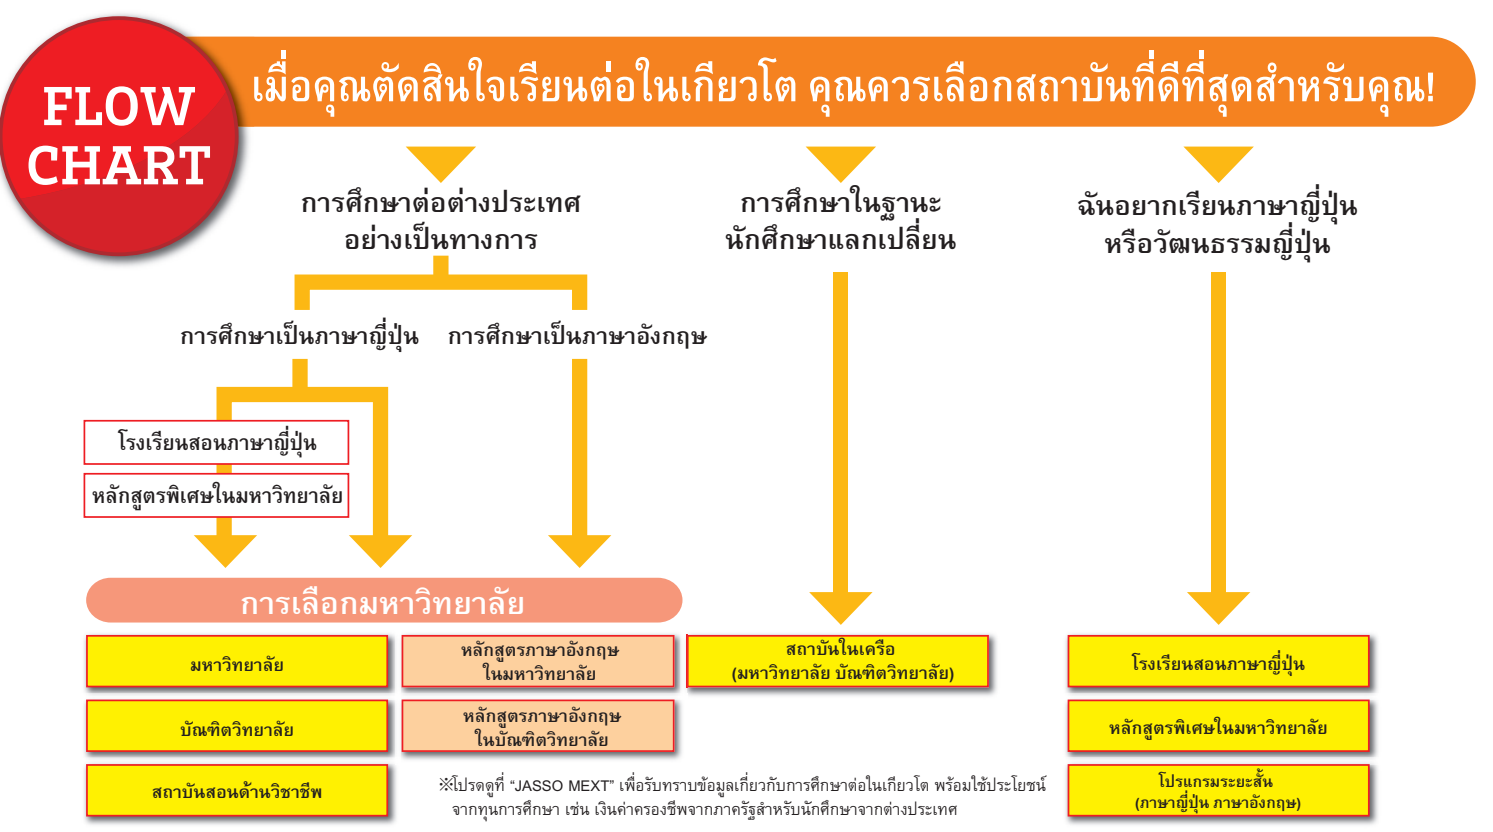 FLOW
CHART
เมื่อคุณตัดสินใจเรียนต่อในเกียวโต คุณควรเลือกสถาบันที่ดีที่สุดสำหรับคุณ!
การศึกษาต่อต่างประเทศ
อย่างเป็นทางการ
การศึกษาในฐานะ
นักศึกษาแลกเปลี่ยน
ฉันอยากเรียนภาษาญี่ปุ่น
หรือวัฒนธรรมญี่ปุ่น
การศึกษาเป็นภาษาญี่ปุ่น
การศึกษาเป็นภาษาอังกฤษ
โรงเรียนสอนภาษาญี่ปุ่น
หลักสูตรพิเศษในมหาวิทยาลัย
การเลือกมหาวิทยาลัย
มหาวิทยาลัย
บัณฑิตวิทยาลัย
สถาบันสอนด้านวิชาชีพ
หลักสูตรภาษาอังกฤษ
ในมหาวิทยาลัย
หลักสูตรภาษาอังกฤษ
ในบัณฑิตวิทยาลัย
สถาบันในเครือ
(มหาวิทยาลัย บัณฑิตวิทยาลัย)
โรงเรียนสอนภาษาญี่ปุ่น
หลักสูตรพิเศษในมหาวิทยาลัย
โปรแกรมระยะสั้น
(ภาษาญี่ปุ่น ภาษาอังกฤษ)
※โปรดดูที่ “JASSO MEXT” เพื่อรับทราบข้อมูลเกี่ยวกับการศึกษาต่อในเกียวโต พร้อมใช้ประโยชน์
จากทุนการศึกษา เช่น เงินค่าครองชีพจากภาครัฐสำหรับนักศึกษาจากต่างประเทศ